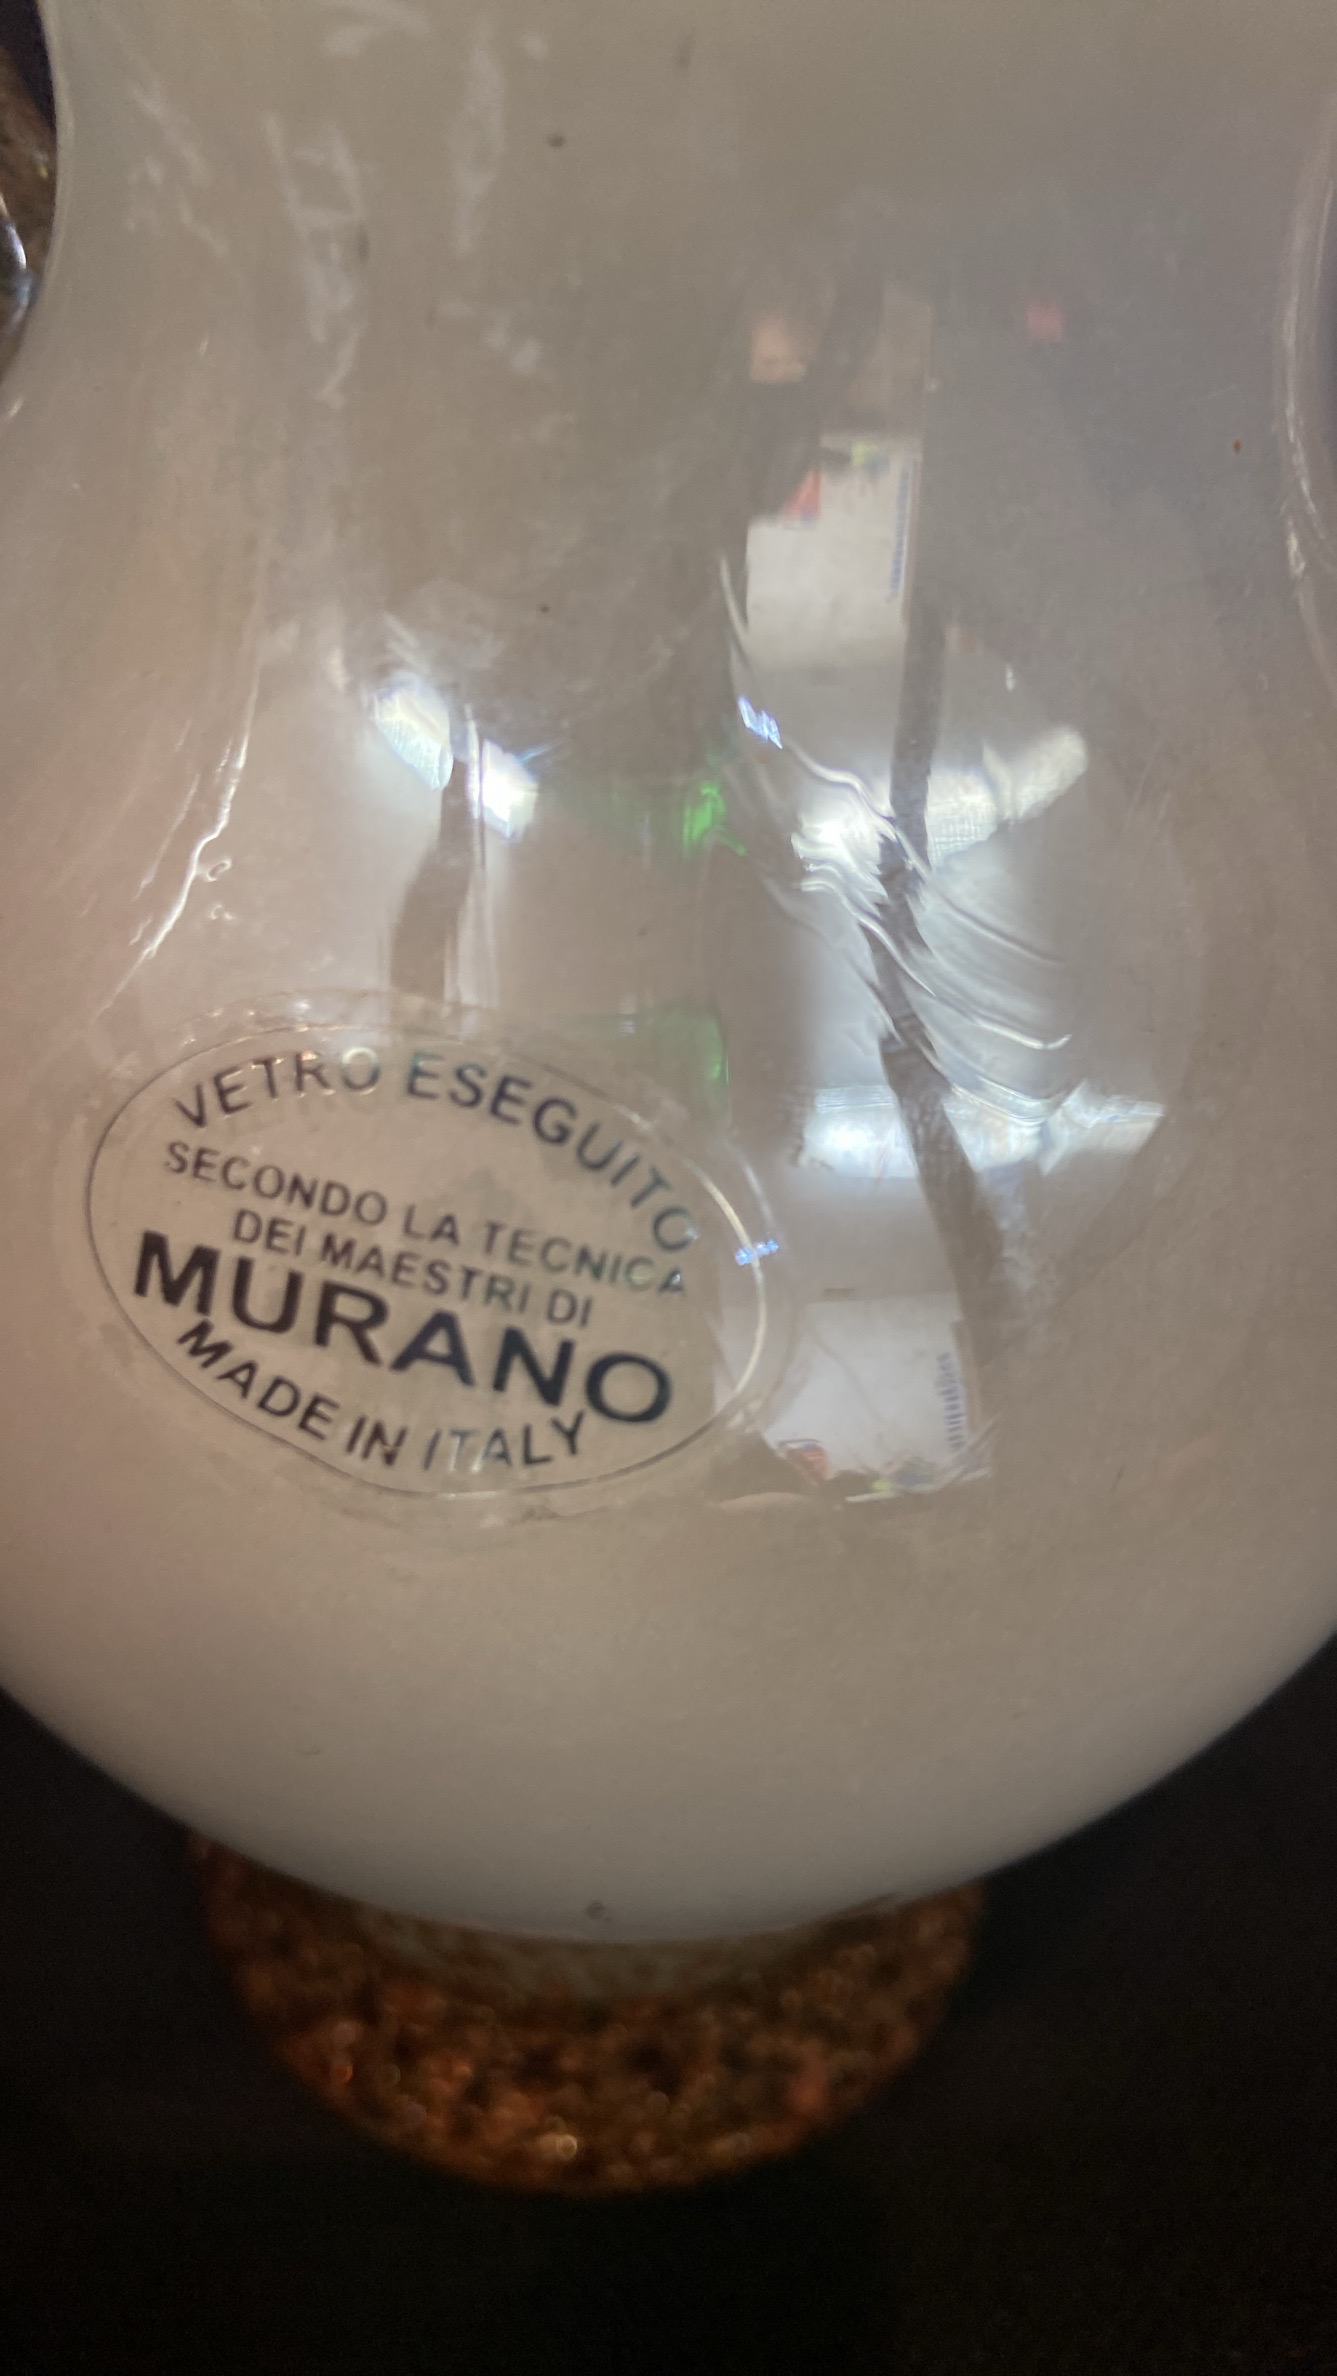 VETRO ESEGUITO
SECONDO LA TECNICA
DEI MAESTRI DI
MURANO
MADE IN ITALY